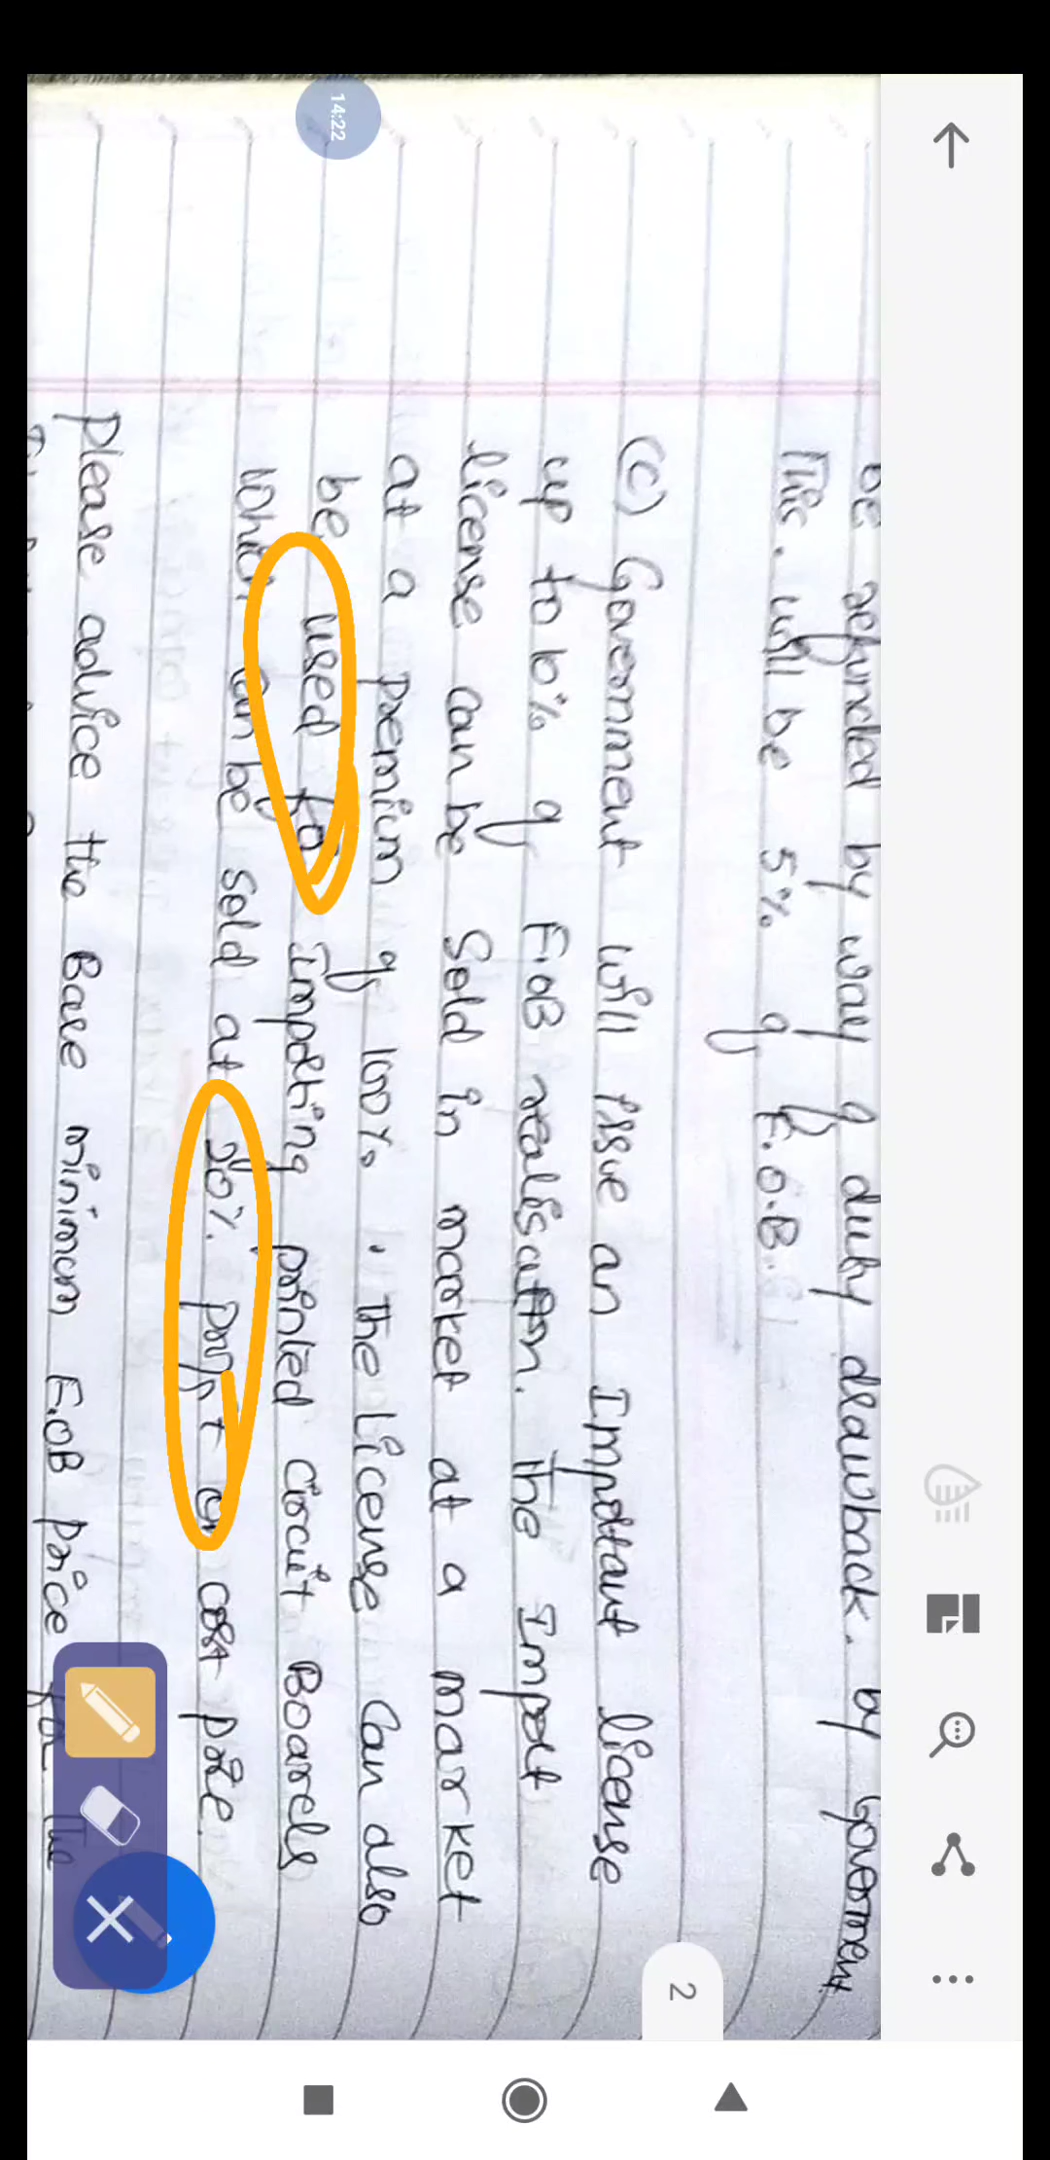 14:22
be refunded by way of duty drawback. by Government
This. will be 5% of F.O.B.
(c) Government will issue an Important license
up to 10% of F.OB realisation. The Import
license can be Sold in market at a market
at a premium of 100%. The License Can also
be used for Importing printed circuit Boards
which can be sold at 20% profit on cost price.
Please advice the Base minimum F.OB price for the
2